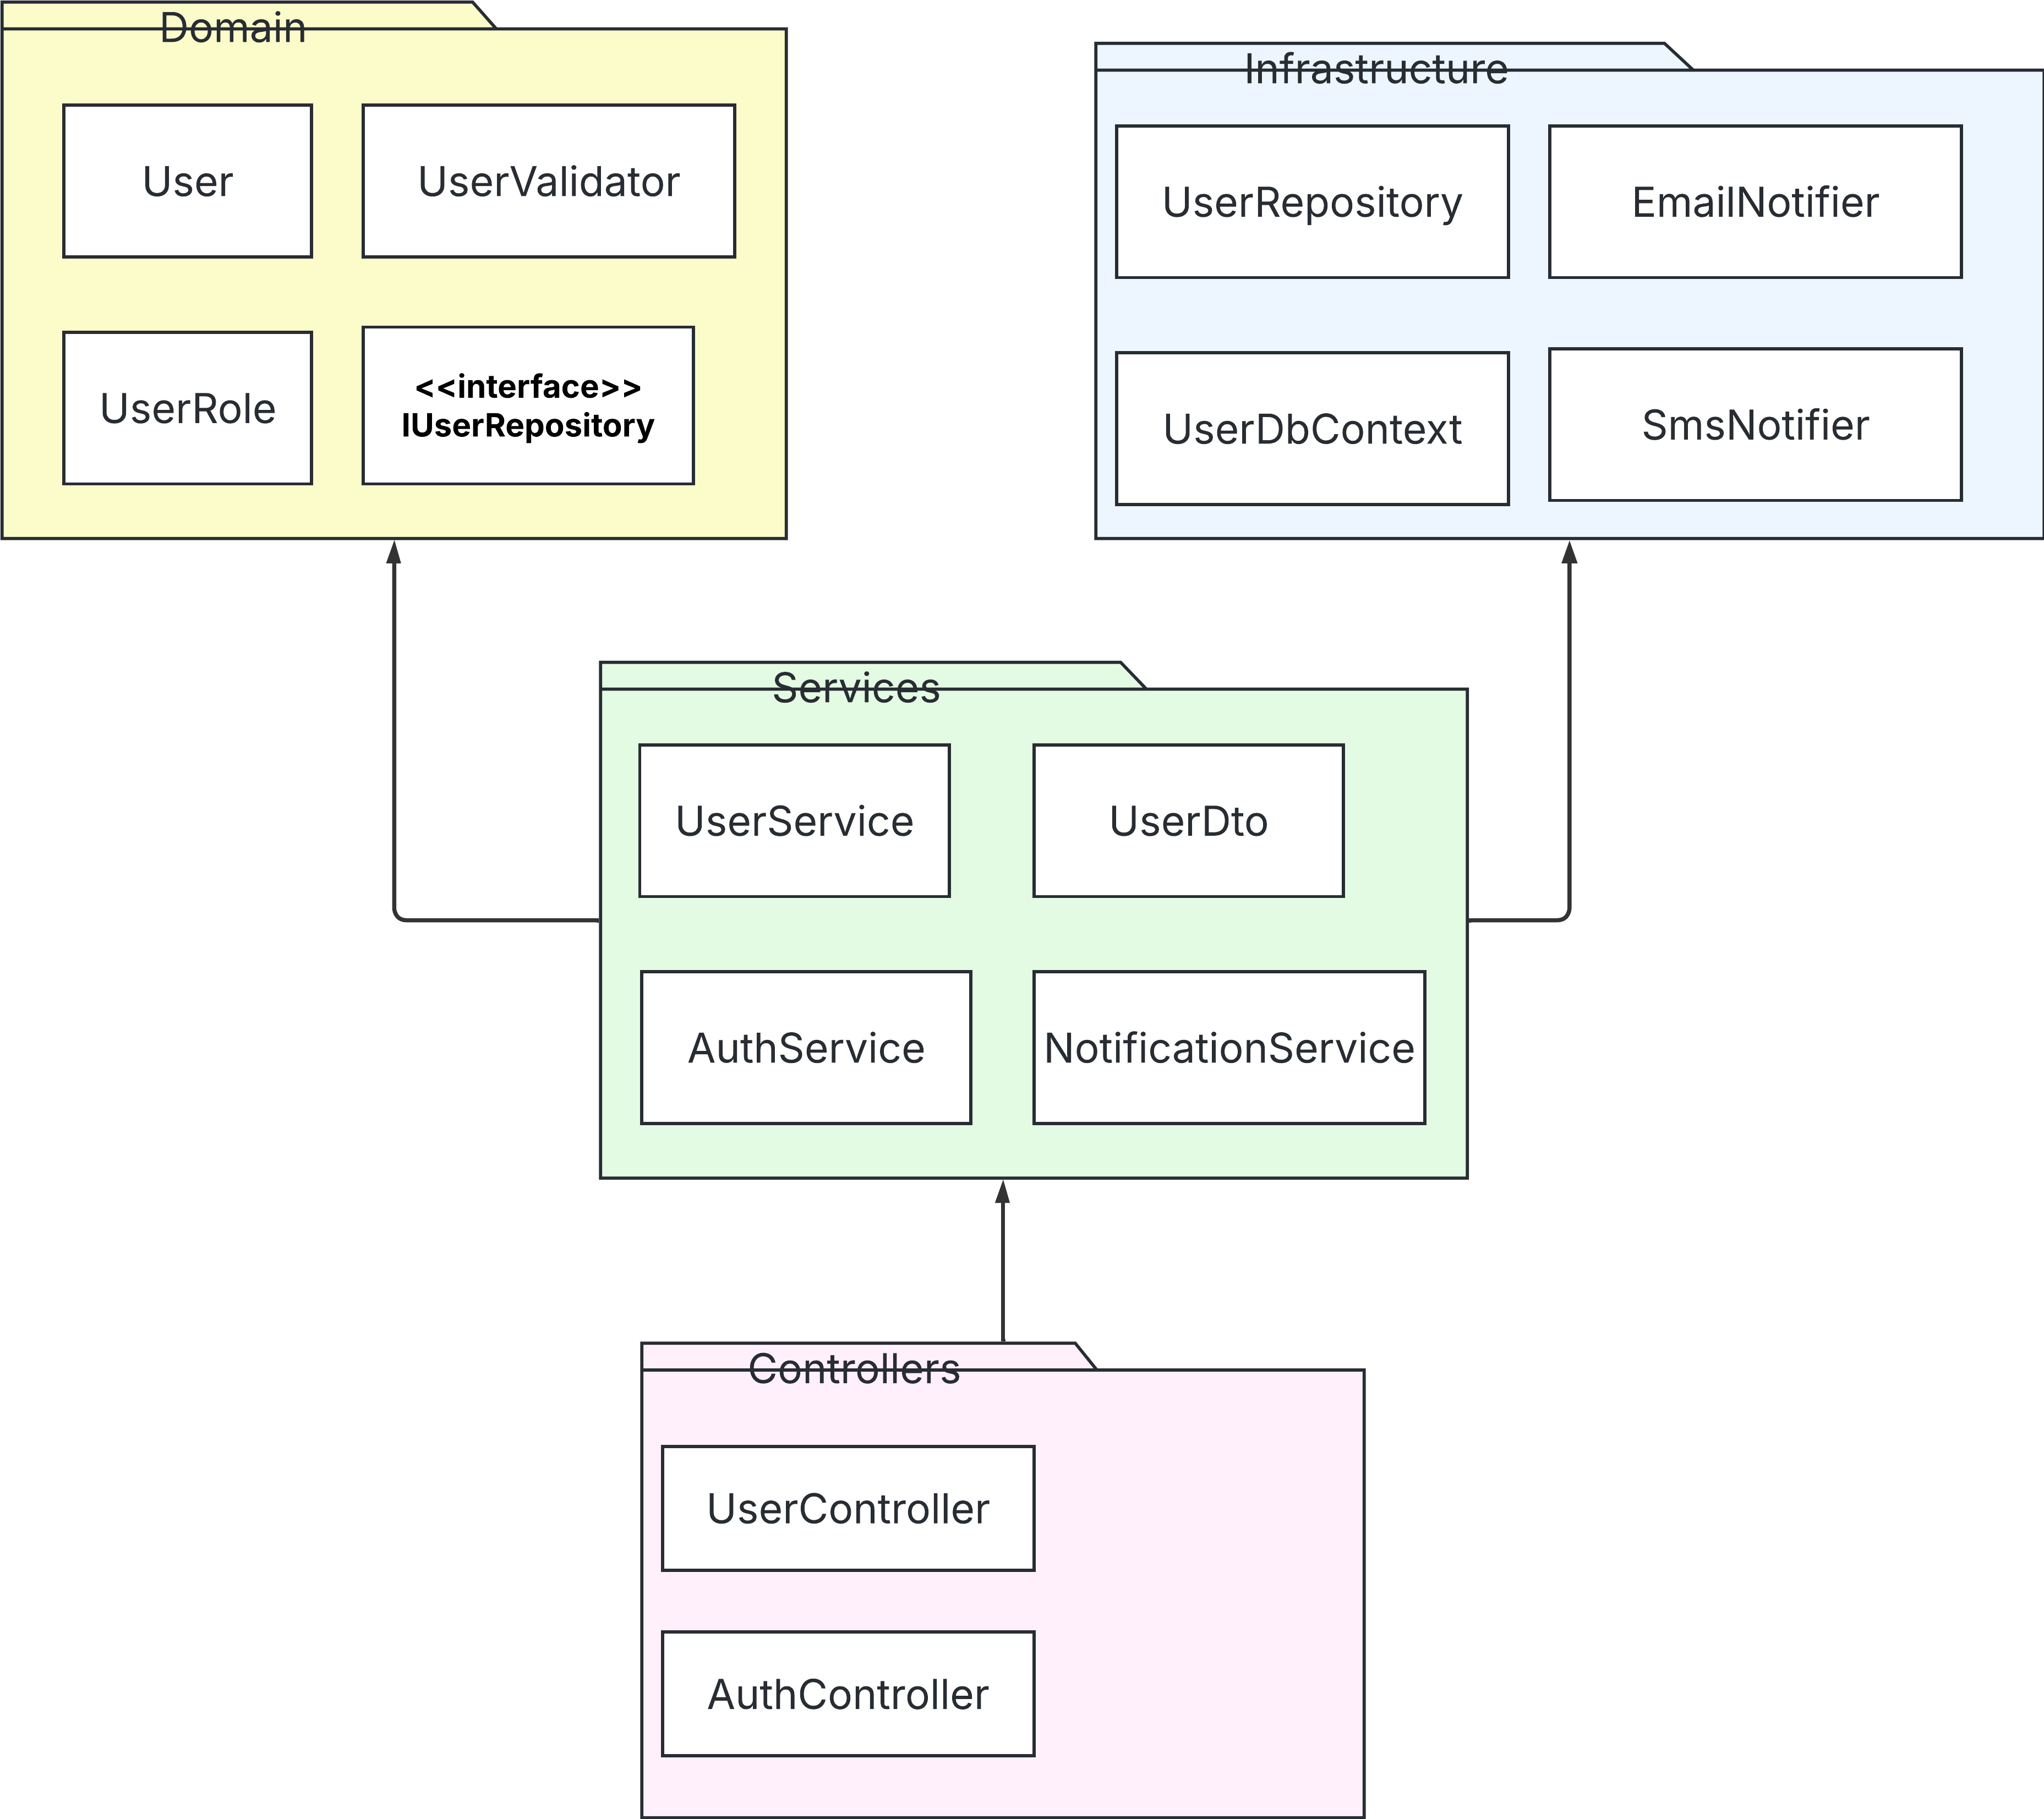 Domain
User
UserValidator
UserRole
<<interface>>
IUserRepository
Infrastructure
UserRepository
EmailNotifier
UserDbContext
SmsNotifier
Services
UserService
UserDto
AuthService
NotificationService
Controllers
UserController
AuthController